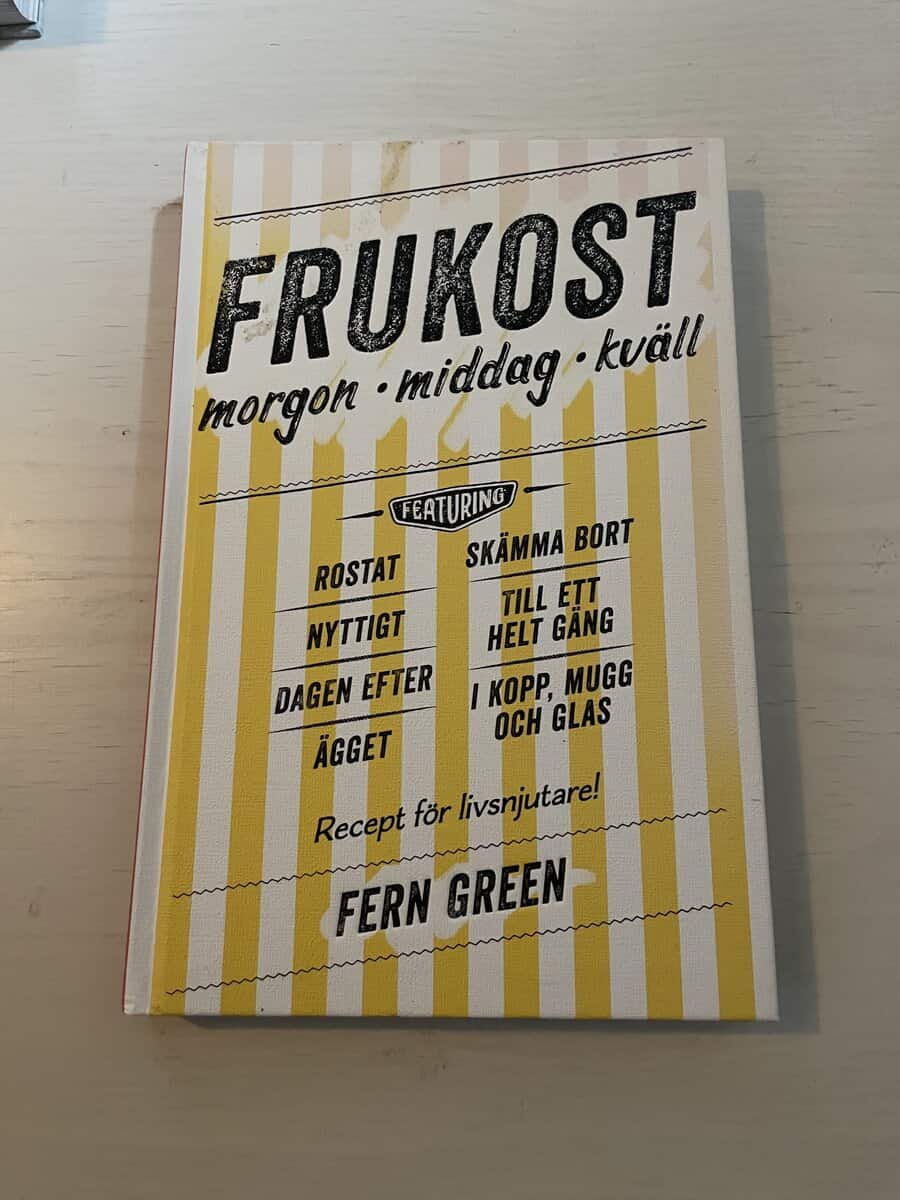 FRUKOST
morgon · middag · kväll
FEATURING
ROSTAT
NYTTIGT
DAGEN EFTER
ÄGGET
SKÄMMA BORT
TILL ETT
HELT GÄNG
I KOPP, MUGG
OCH GLAS
Recept för livsnjutare!
FERN GREEN